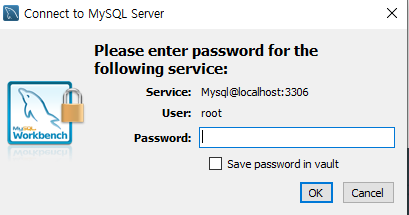 Connect to MySQL Server
Please enter password for the
following service:
Service: Mysql@localhost:3306
User: root
Password:
MySQL
Workbench
Save password in vault
OK Cancel